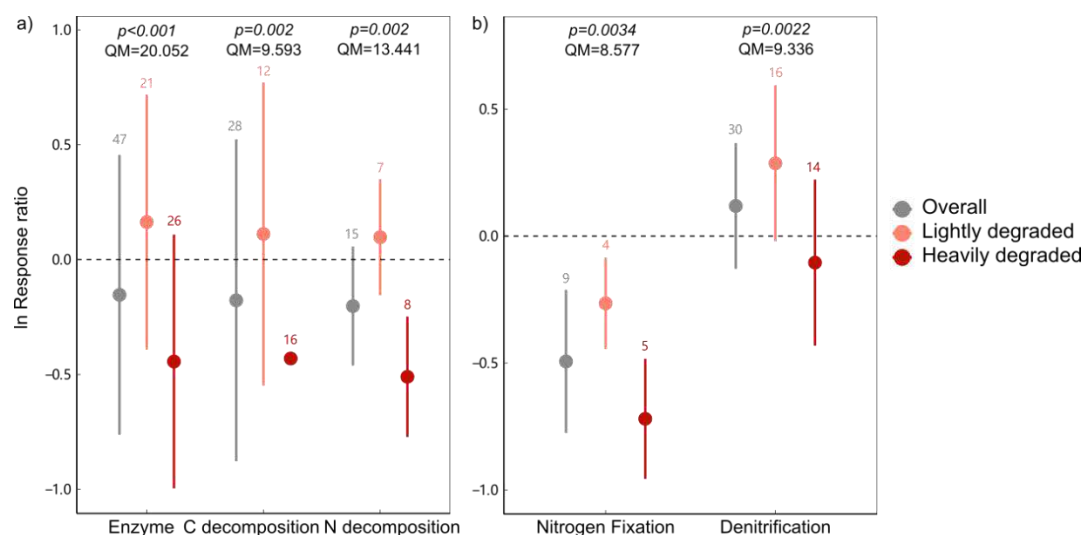 a)
p<0.001
p=0.002
p=0.002
QM=20.052
QM=9.593
QM=13.441
1.0
0.5
0.0
−0.5
−1.0
ln Response ratio
47
21
26
28
12
16
15
7
8
Enzyme
C decomposition
N decomposition
b)
p=0.0034
p=0.0022
QM=8.577
QM=9.336
0.5
0.0
−0.5
−1.0
9
4
5
30
16
14
Nitrogen Fixation
Denitrification
Overall
Lightly degraded
Heavily degraded